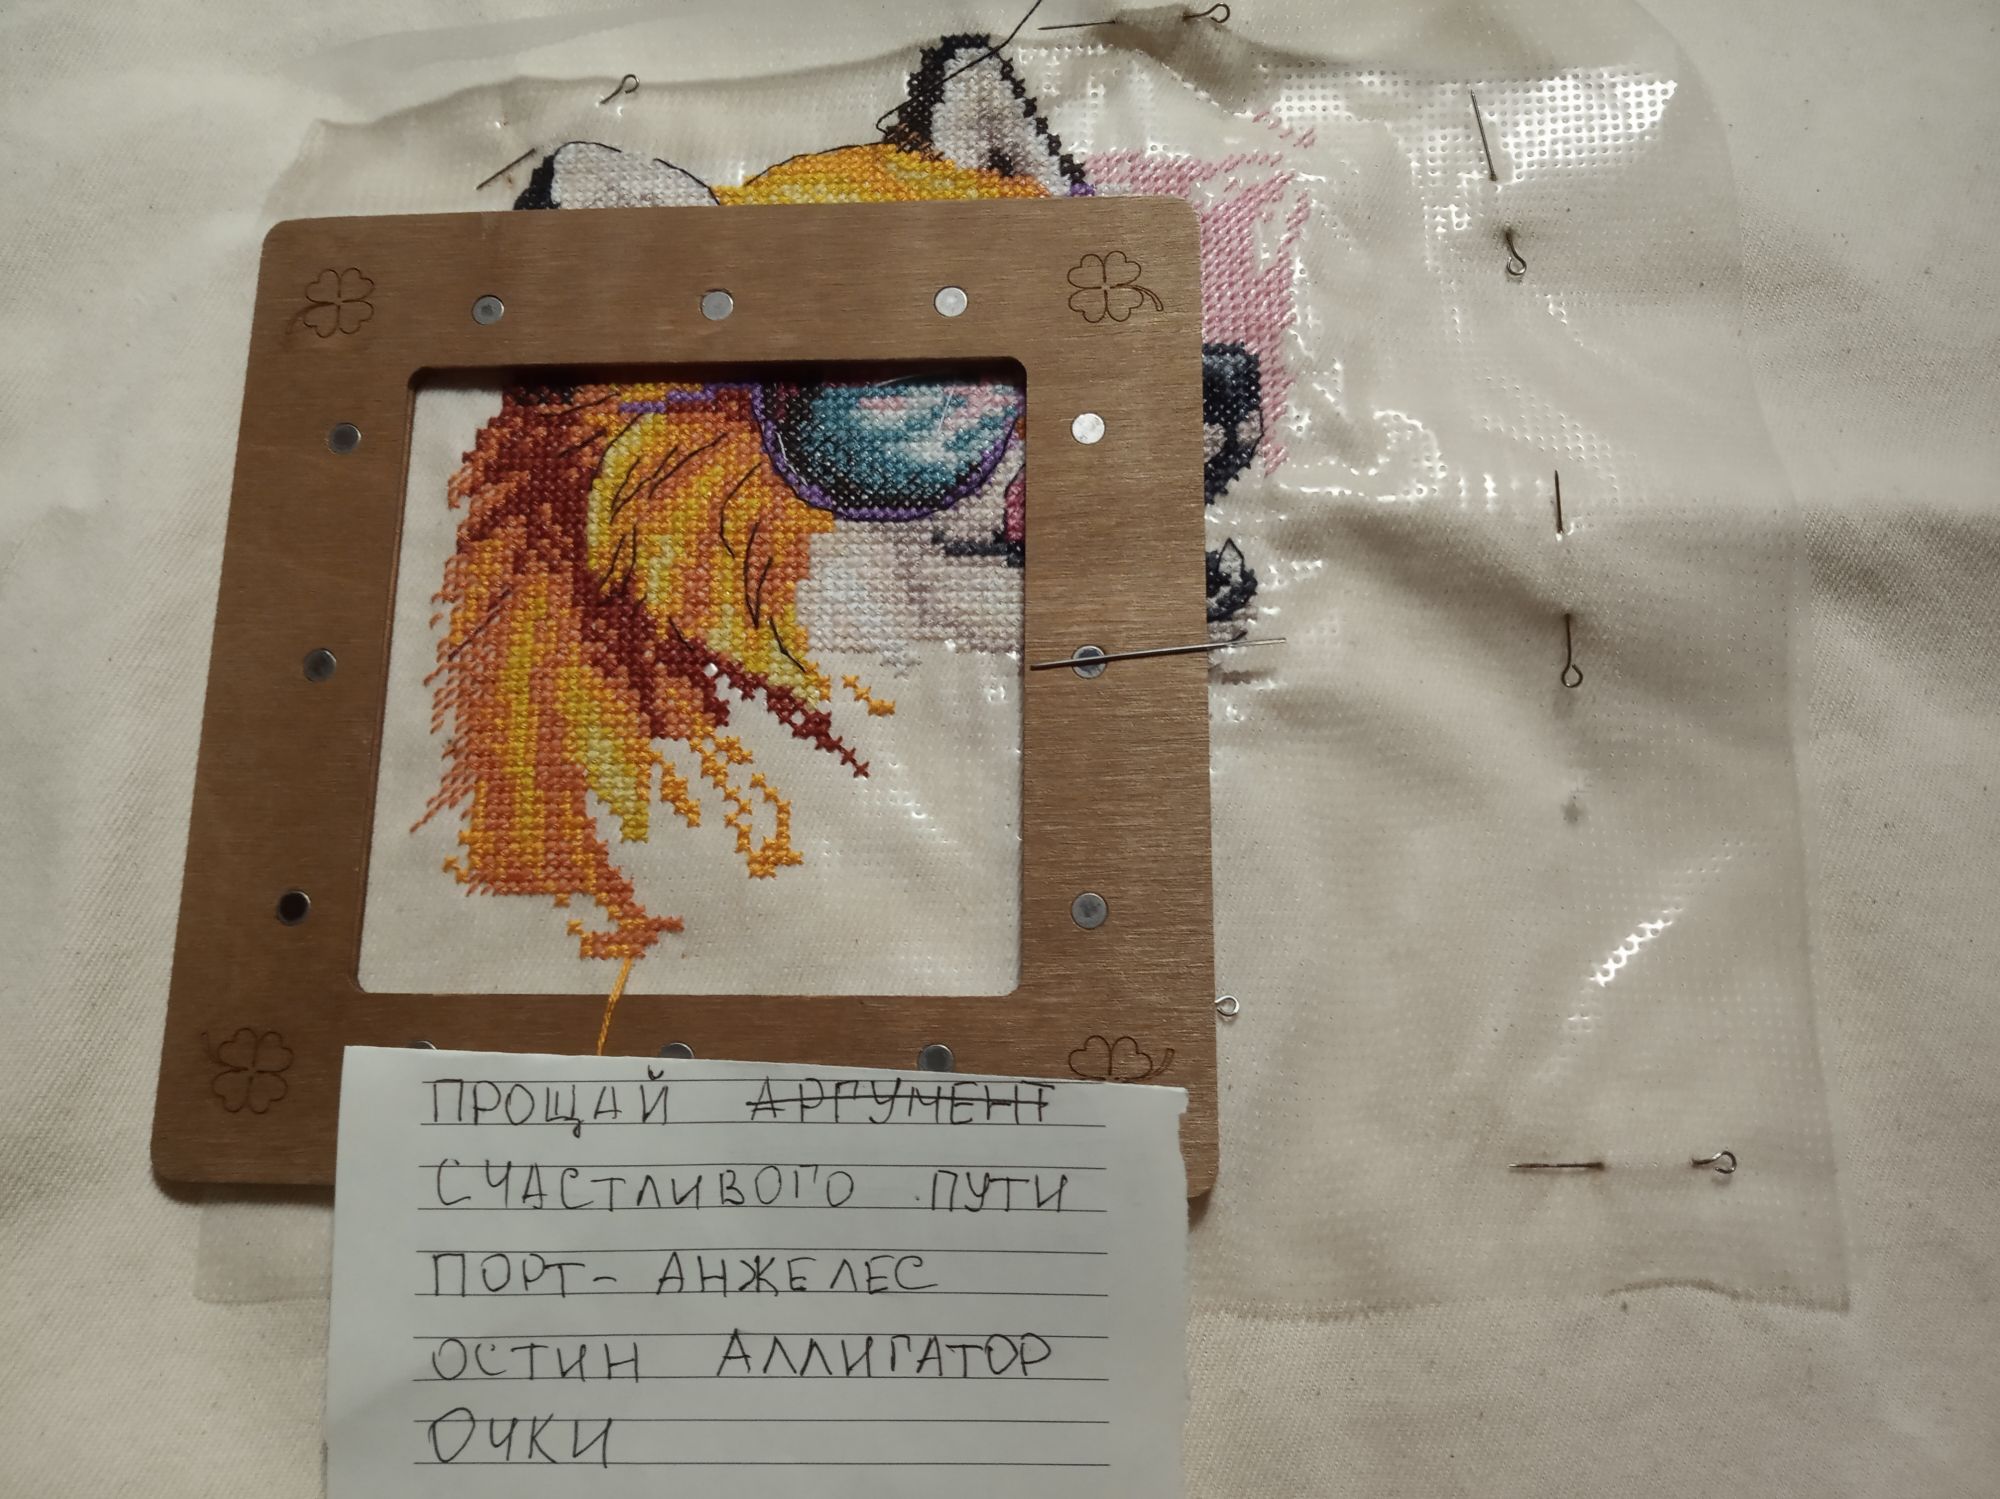 ПРОЩАЙ АРГУМЕНТ
СЧАСТЛИВОГО ПУТИ
ПОРТ-АНЖЕЛЕС
ОСТИН АЛЛИГАТОР
ОЧКИ